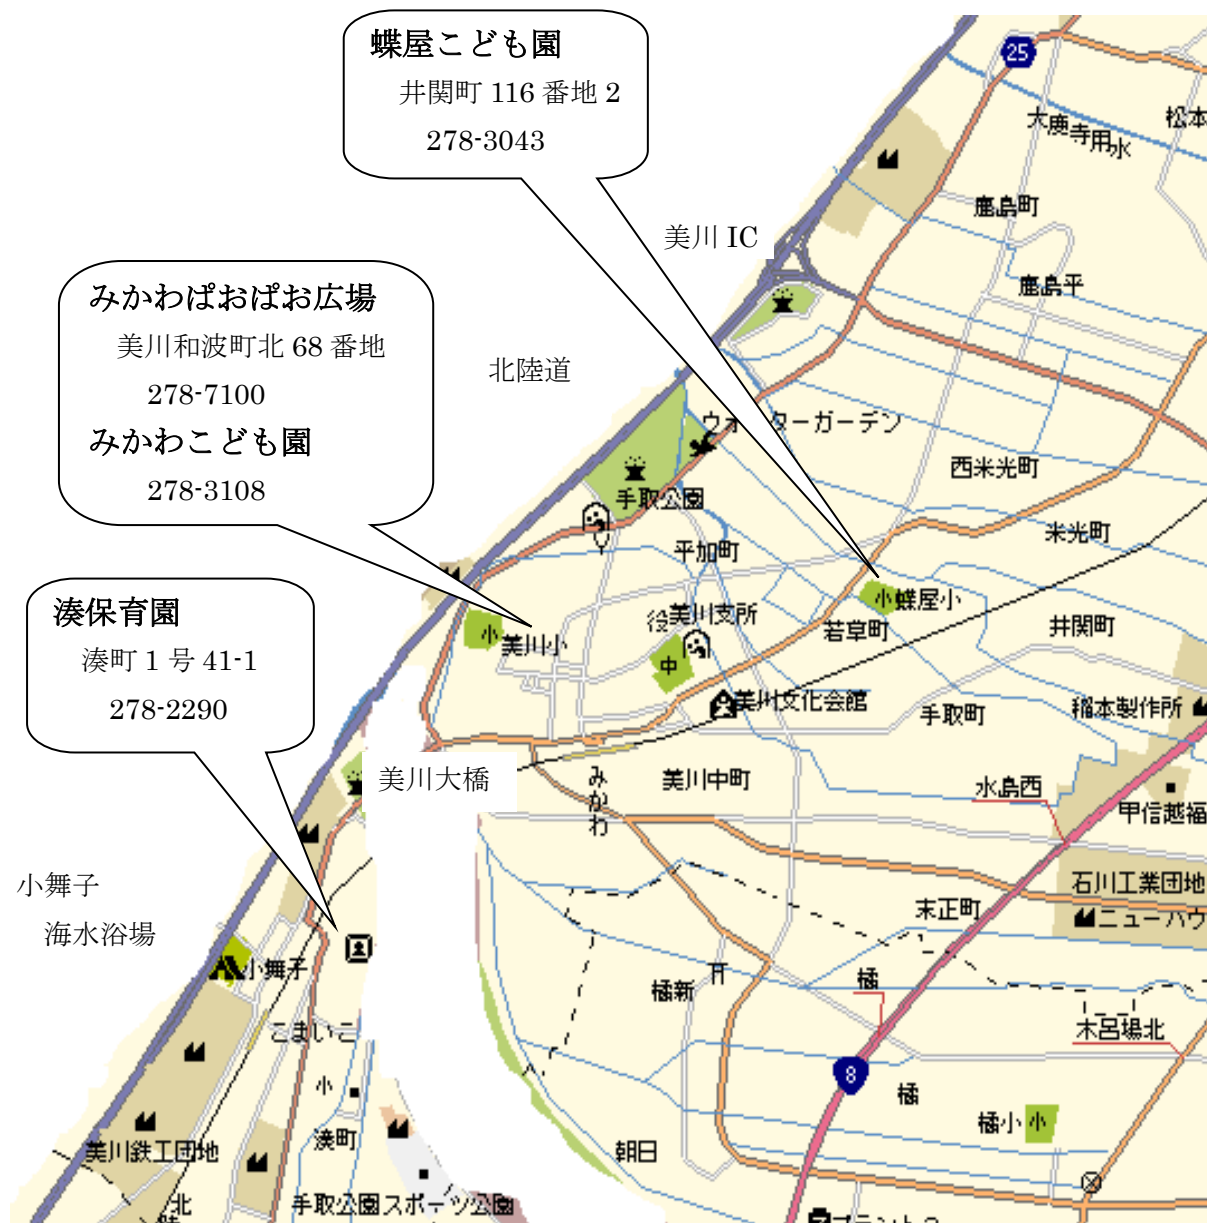 蝶屋こども園
井関町 116 番地 2
278-3043
25
大慶寺用水
松本
鹿島町
美川 IC
鹿島平
みかわぱおぱお広場
美川和波町北 68 番地
278-7100
みかわこども園
278-3108
北陸道
西米光町
手取公園
米光町
平加町
小 蝶屋小
役 美川支所
若草町
井関町
小 美川小
中
湊保育園
湊町 1 号 41-1
278-2290
美川文化会館
手取町
稲本製作所
美川大橋
みかわ
美川中町
水島西
甲信越福
石川工業団地
ニューハウ
末正町
小舞子
海水浴場
小舞子
橘新
橘
こまいこ
木呂場北
8
小
橘
橘小 小
湊町
美川鉄工団地
朝日
手取公園スポーツ公園
北